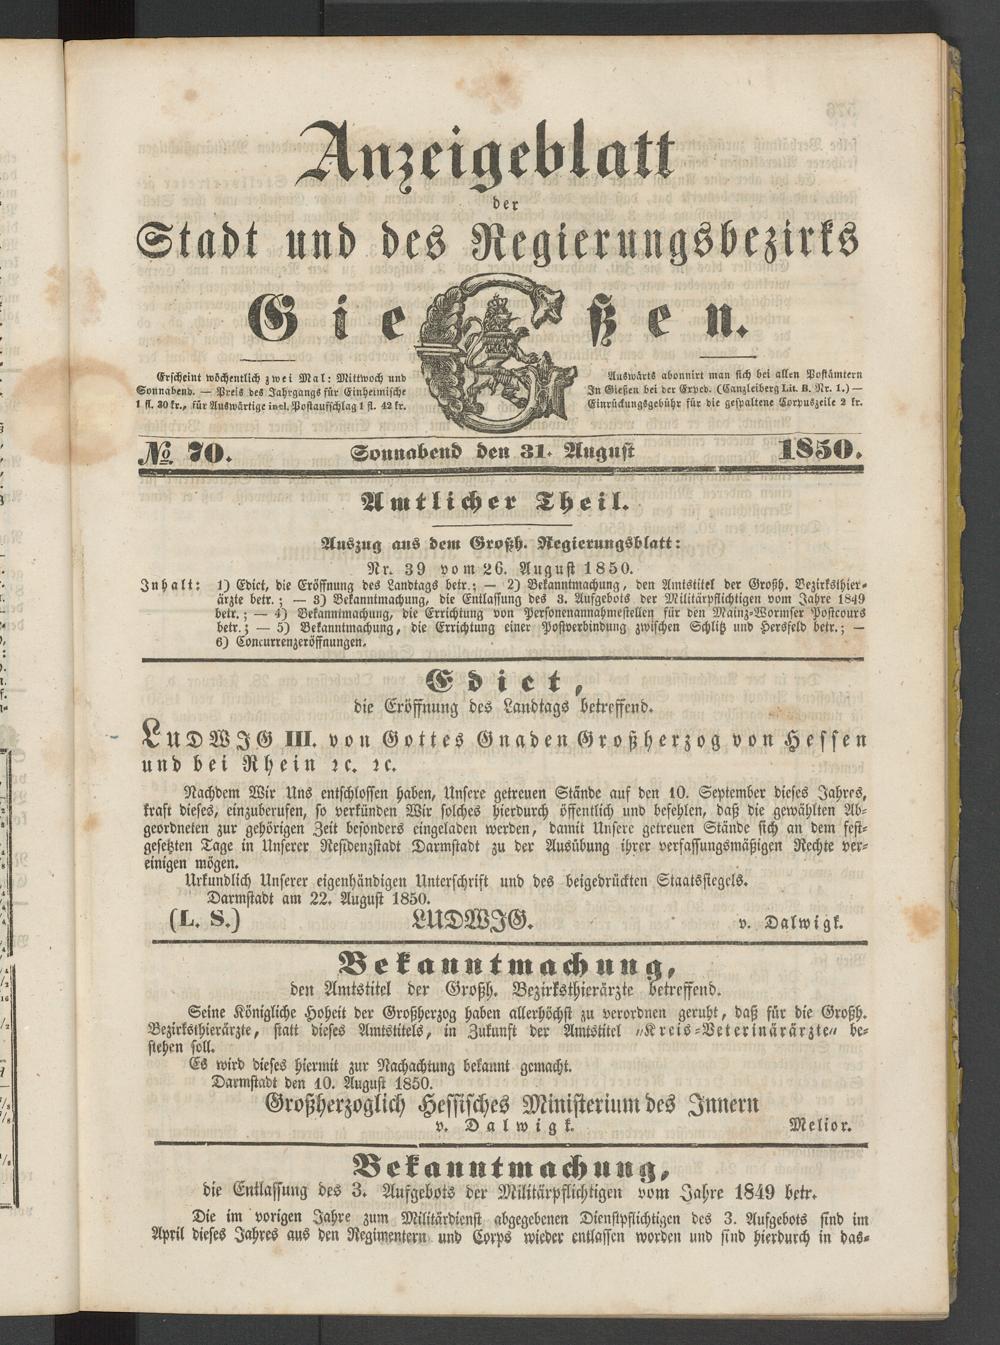 Anzeigeblatt
der
Stadt und des Regierungsbezirks
Gießen.
Erscheint wöchentlich zwei Mal: Mittwoch und
Sonnabend. — Preis des Jahrgangs für Einheimische
1 fl. 30 kr., für Auswärtige incl. Postaufschlag 1 fl. 42 kr.
Auswärts abonnirt man sich bei allen Postämtern
In Gießen bei der Exped. (Canzleiberg Lit. B. Nr. 1.) —
Einrückungsgebühr für die gespaltene Corpuszeile 2 kr.
№ 70. Sonnabend den 31. August 1850.
Amtlicher Theil.
Auszug aus dem Großh. Regierungsblatt:
Nr. 39 vom 26. August 1850.
Inhalt: 1) Edict, die Eröffnung des Landtags betr.; — 2) Bekanntmachung, den Amtstitel der Großh. Bezirksthier-
ärzte betr.; — 3) Bekanntmachung, die Entlassung des 3. Aufgebots der Militärpflichtigen vom Jahre 1849
betr.; — 4) Bekanntmachung, die Errichtung von Personenannahmestellen für den Mainz-Wormser Postcours
betr.; — 5) Bekanntmachung, die Errichtung einer Postverbindung zwischen Schlitz und Hersfeld betr.; —
6) Concurrenzeröffnungen.
Edict,
die Eröffnung des Landtags betreffend.
LUDWIG III. von Gottes Gnaden Großherzog von Hessen
und bei Rhein ꝛc. ꝛc.
Nachdem Wir Uns entschlossen haben, Unsere getreuen Stände auf den 10. September dieses Jahres,
kraft dieses, einzuberufen, so verkünden Wir solches hierdurch öffentlich und befehlen, daß die gewählten Ab-
geordneten zur gehörigen Zeit besonders eingeladen werden, damit Unsere getreuen Stände sich an dem fest-
gesetzten Tage in Unserer Residenzstadt Darmstadt zu der Ausübung ihrer verfassungsmäßigen Rechte ver-
einigen mögen.
Urkundlich Unserer eigenhändigen Unterschrift und des beigedrückten Staatssiegels.
Darmstadt am 22. August 1850.
(L. S.) LUDWIG. v. Dalwigk.
Bekanntmachung,
den Amtstitel der Großh. Bezirksthierärzte betreffend.
Seine Königliche Hoheit der Großherzog haben allerhöchst zu verordnen geruht, daß für die Großh.
Bezirksthierärzte, statt dieses Amtstitels, in Zukunft der Amtstitel „Kreis-Veterinärärzte“ be-
stehen soll.
Es wird dieses hiermit zur Nachachtung bekannt gemacht.
Darmstadt den 10. August 1850.
Großherzoglich Hessisches Ministerium des Innern
v. Dalwigk. Melior.
Bekanntmachung,
die Entlassung des 3. Aufgebots der Militärpflichtigen vom Jahre 1849 betr.
Die im vorigen Jahre zum Militärdienst abgegebenen Dienstpflichtigen des 3. Aufgebots sind im
April dieses Jahres aus den Regimentern und Corps wieder entlassen worden und sind hierdurch in das-